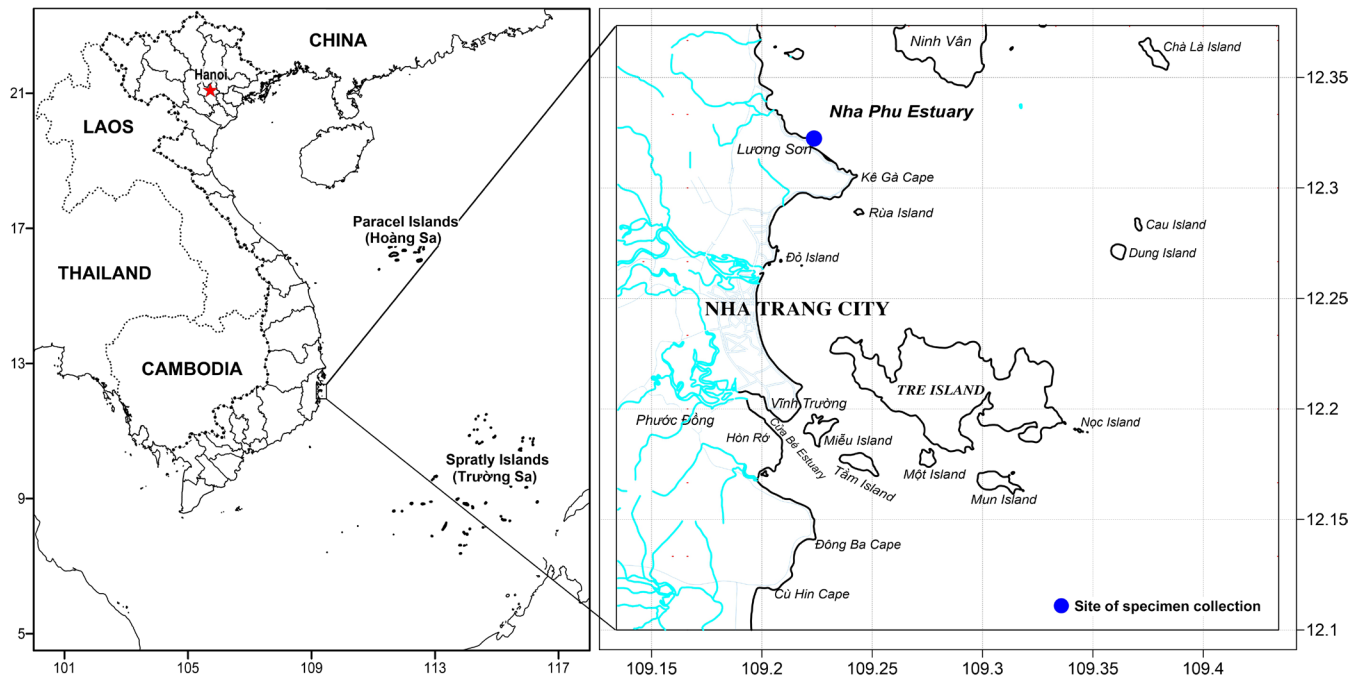 CHINA
Hanoi
LAOS
Paracel Islands
(Hoàng Sa)
THAILAND
CAMBODIA
Spratly Islands
(Trường Sa)
21
17
13
9
5
101
105
109
113
117
Ninh Vân
Chà Là Island
Nha Phu Estuary
Lương Sơn
Kê Gà Cape
Rùa Island
Cau Island
Dung Island
Đỏ Island
NHA TRANG CITY
TRE ISLAND
Vĩnh Trường
Phước Đồng
Nọc Island
Hòn Rớ
Cửa Bé Estuary
Miễu Island
Tằm Island
Một Island
Mun Island
Đông Ba Cape
Cù Hin Cape
Site of specimen collection
12.35
12.3
12.25
12.2
12.15
12.1
109.15
109.2
109.25
109.3
109.35
109.4